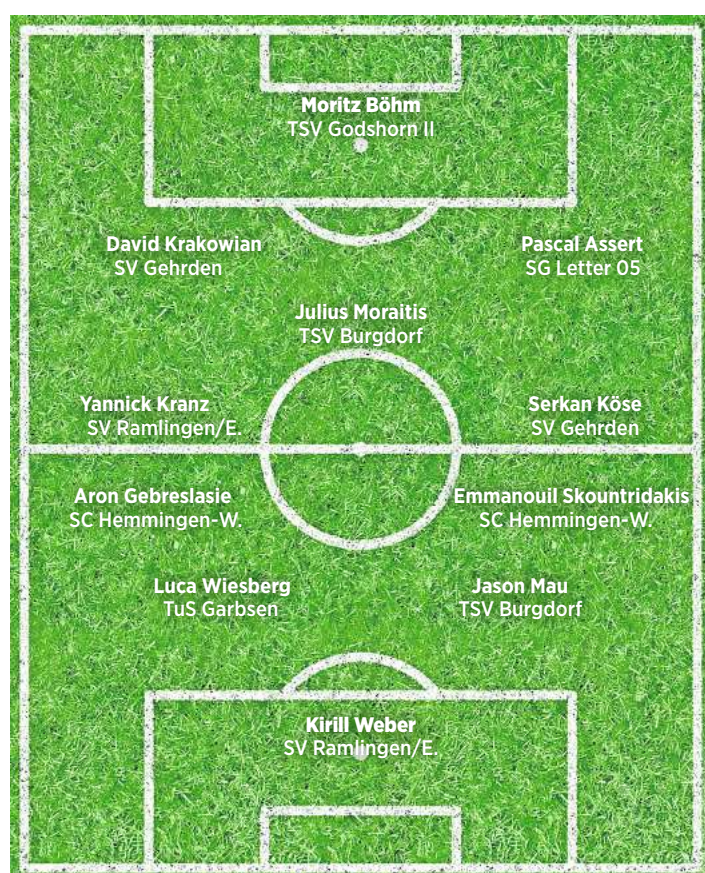 Moritz Böhm
TSV Godshorn II
David Krakowian
SV Gehrden
Pascal Assert
SG Letter 05
Julius Moraitis
TSV Burgdorf
Yannick Kranz
SV Ramlingen/E.
Serkan Köse
SV Gehrden
Aron Gebreslasie
SC Hemmingen-W.
Emmanouil Skountridakis
SC Hemmingen-W.
Luca Wiesberg
TuS Garbsen
Jason Mau
TSV Burgdorf
Kirill Weber
SV Ramlingen/E.